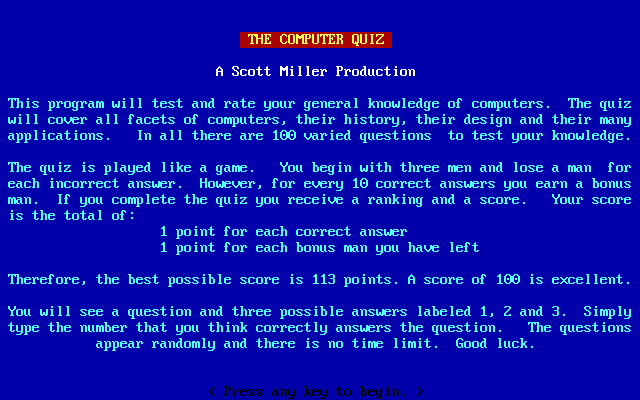 THE COMPUTER QUIZ
A Scott Miller Production
This program will test and rate your general knowledge of computers.  The quiz
will cover all facets of computers, their history, their design and their many
applications.   In all there are 100 varied questions  to test your knowledge.
The quiz is played like a game.   You begin with three men and lose a man  for
each incorrect answer.  However, for every 10 correct answers you earn a bonus
man.  If you complete the quiz you receive a ranking and a score.   Your score
is the total of:
1 point for each correct answer
1 point for each bonus man you have left
Therefore, the best possible score is 113 points. A score of 100 is excellent.
You will see a question and three possible answers labeled 1, 2 and 3.  Simply
type the number that you think correctly answers the question.   The questions
appear randomly and there is no time limit.  Good luck.
< Press any key to begin. >